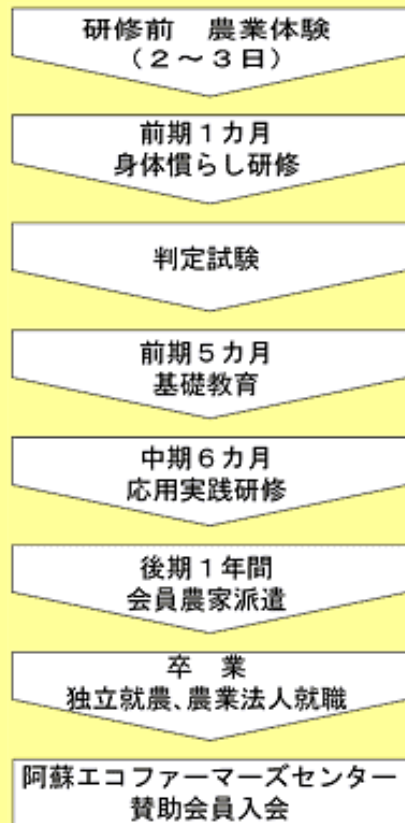 研修前　農業体験
（２～３日）
前期１カ月
身体慣らし研修
判定試験
前期５カ月
基礎教育
中期６カ月
応用実践研修
後期１年間
会員農家派遣
卒　業
独立就農、農業法人就職
阿蘇エコファーマーズセンター
賛助会員入会